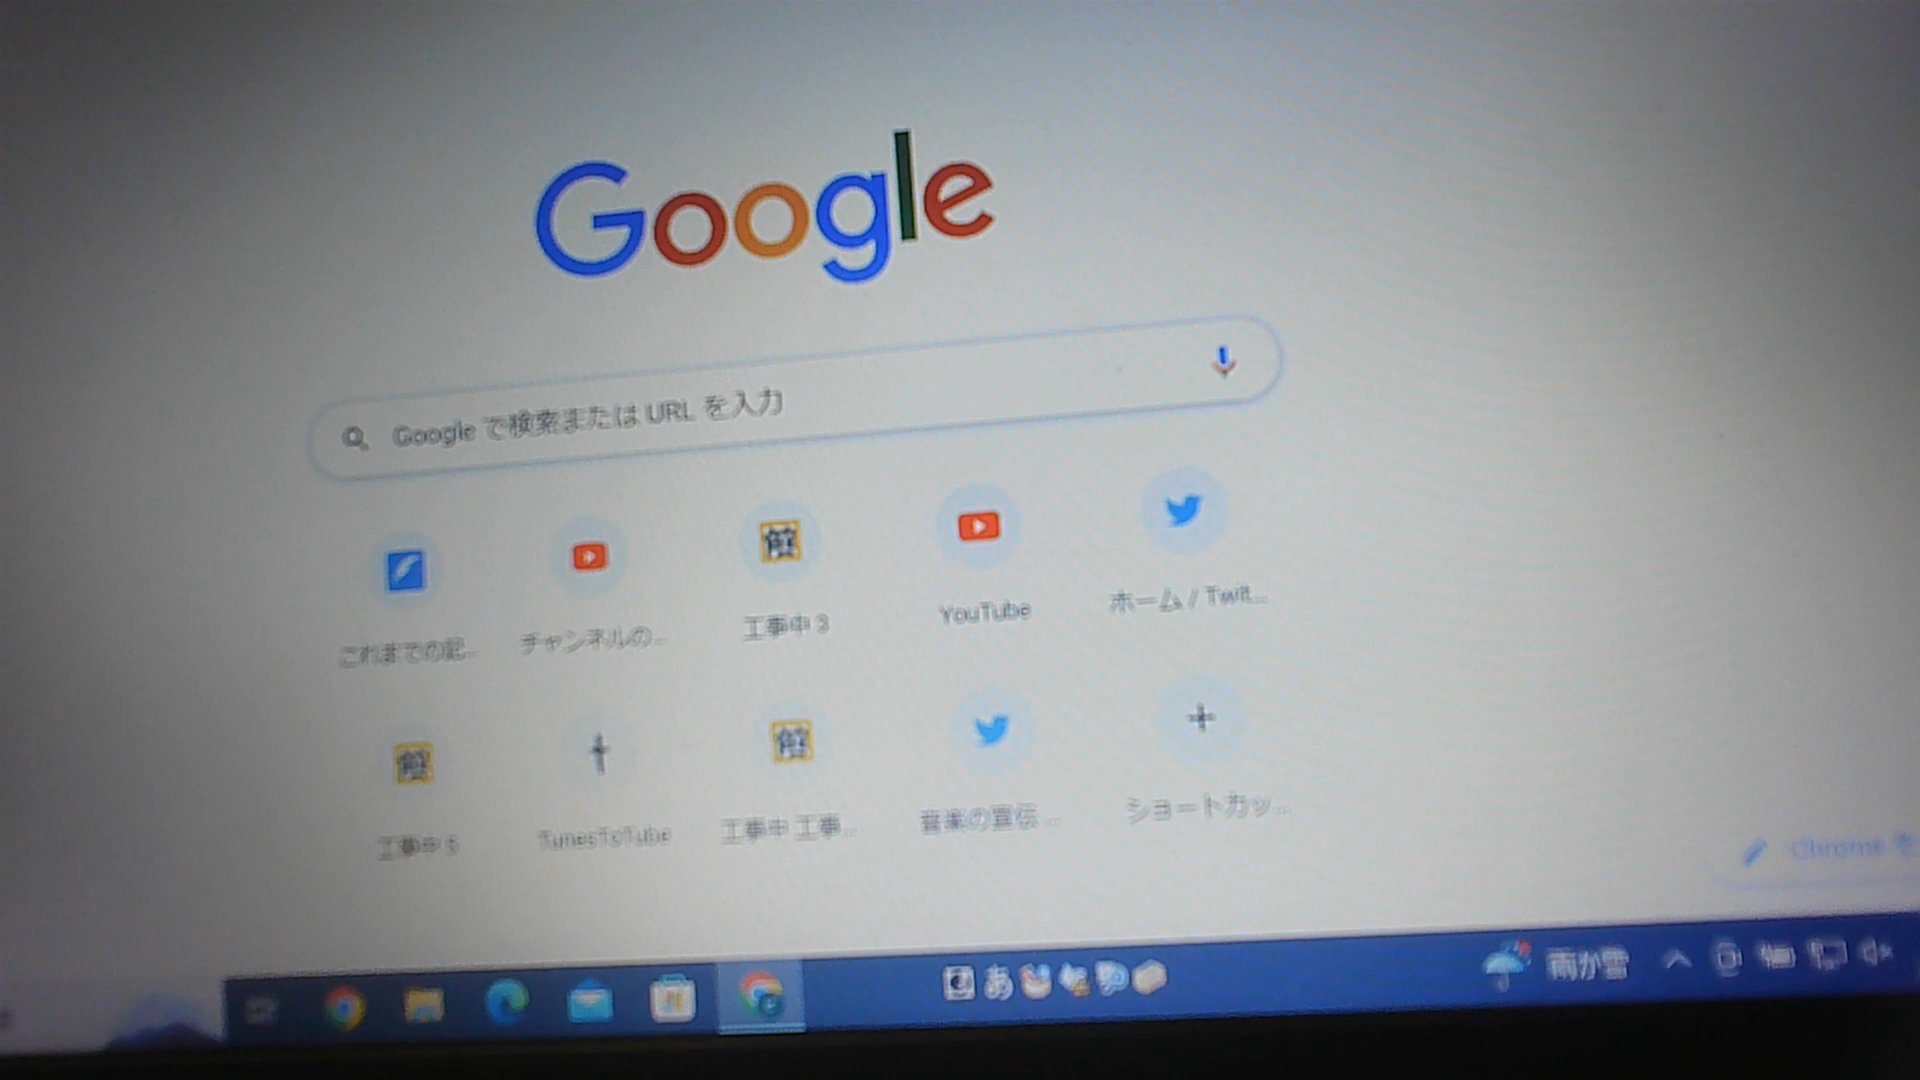 Google
Google で検索または URL を入力
これまでの記...
チャンネルの...
工事中 3
YouTube
ホーム / Twit...
工事中 5
TunesToTube
工事中 工事...
音楽の宣伝 ...
ショートカッ...
Chrome を
あ
雨か雪